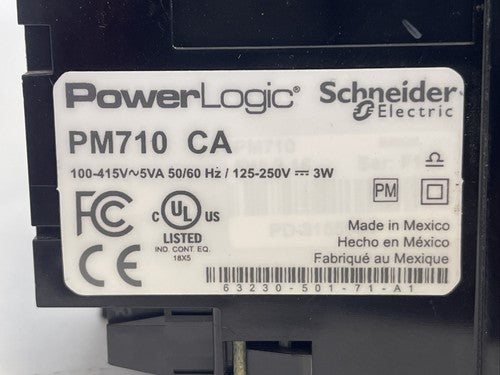 PowerLogic®
Schneider Electric
PM710 CA
100-415V~5VA 50/60 Hz / 125-250V ⎓ 3W
FC
c UL® US
LISTED
IND. CONT. EQ.
18X5
CE
PM
Made in Mexico
Hecho en México
Fabriqué au Mexique
63230-501-71-A1